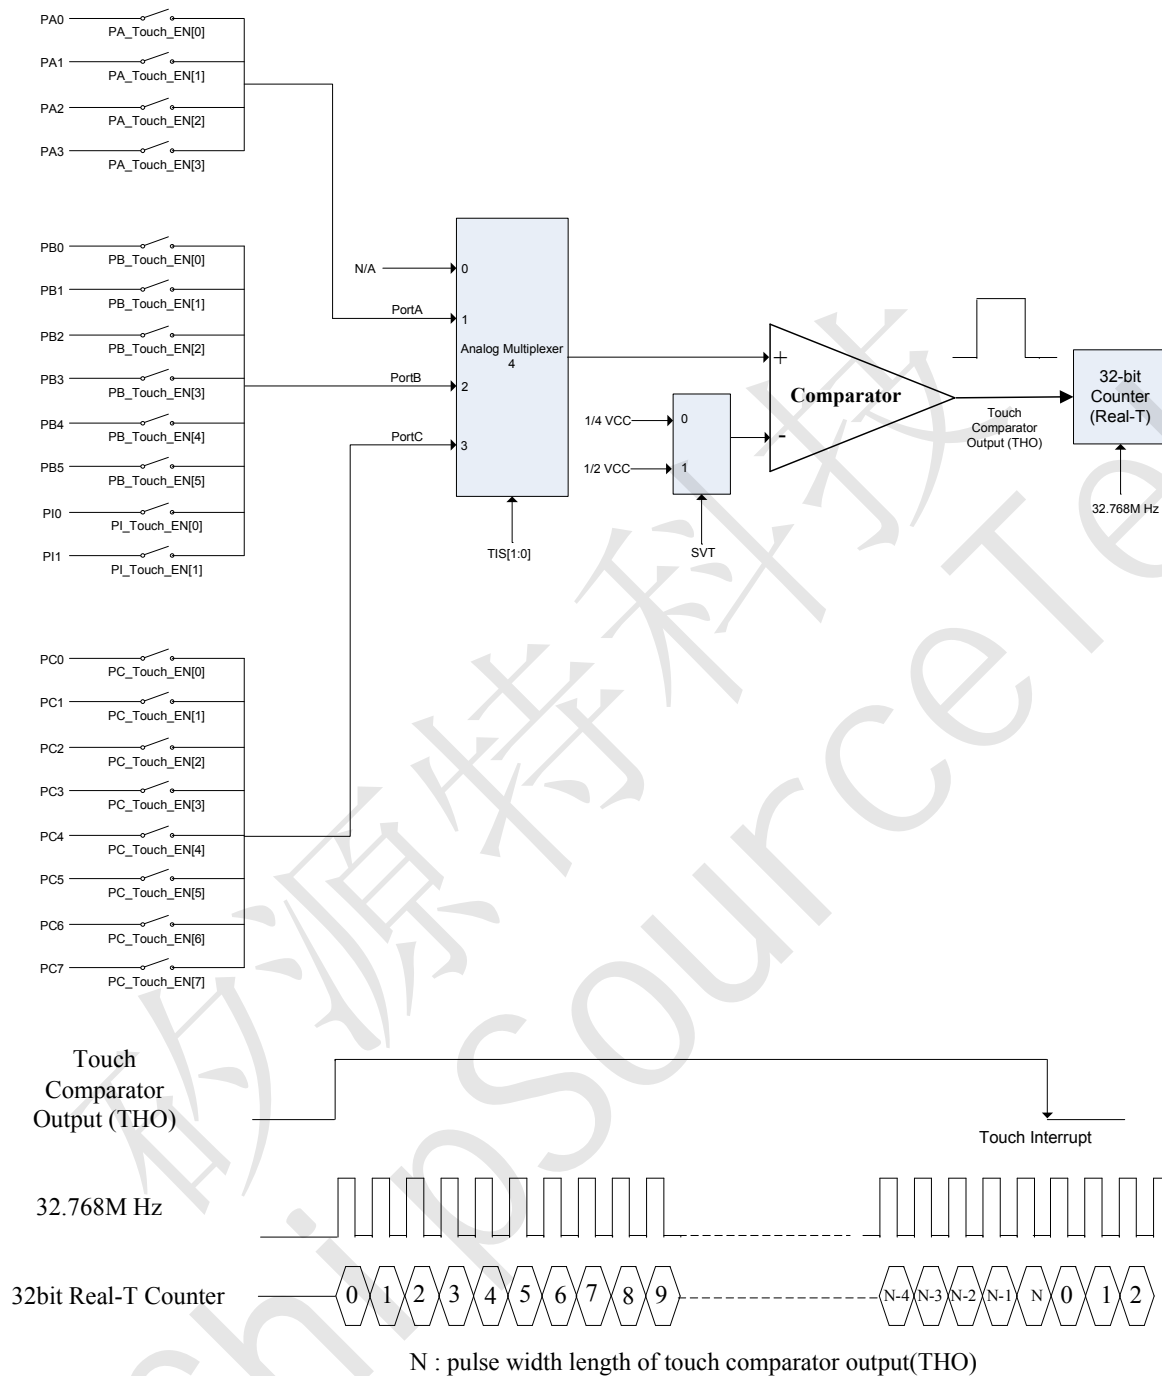 PA0
PA_Touch_EN[0]
PA1
PA_Touch_EN[1]
PA2
PA_Touch_EN[2]
PA3
PA_Touch_EN[3]
PB0
PB_Touch_EN[0]
PB1
PB_Touch_EN[1]
PB2
PB_Touch_EN[2]
PB3
PB_Touch_EN[3]
PB4
PB_Touch_EN[4]
PB5
PB_Touch_EN[5]
PI0
PI_Touch_EN[0]
PI1
PI_Touch_EN[1]
PC0
PC_Touch_EN[0]
PC1
PC_Touch_EN[1]
PC2
PC_Touch_EN[2]
PC3
PC_Touch_EN[3]
PC4
PC_Touch_EN[4]
PC5
PC_Touch_EN[5]
PC6
PC_Touch_EN[6]
PC7
PC_Touch_EN[7]
N/A
0
PortA
1
Analog Multiplexer
4
PortB
2
PortC
3
TIS[1:0]
1/4 VCC
0
1/2 VCC
1
SVT
+
Comparator
-
Touch
Comparator
Output (THO)
32-bit
Counter
(Real-T)
32.768M Hz
Touch
Comparator
Output (THO)
Touch Interrupt
32.768M Hz
32bit Real-T Counter
0 1 2 3 4 5 6 7 8 9 N-4 N-3 N-2 N-1 N 0 1 2
N : pulse width length of touch comparator output(THO)
矽源特科技
ChipSourceTe